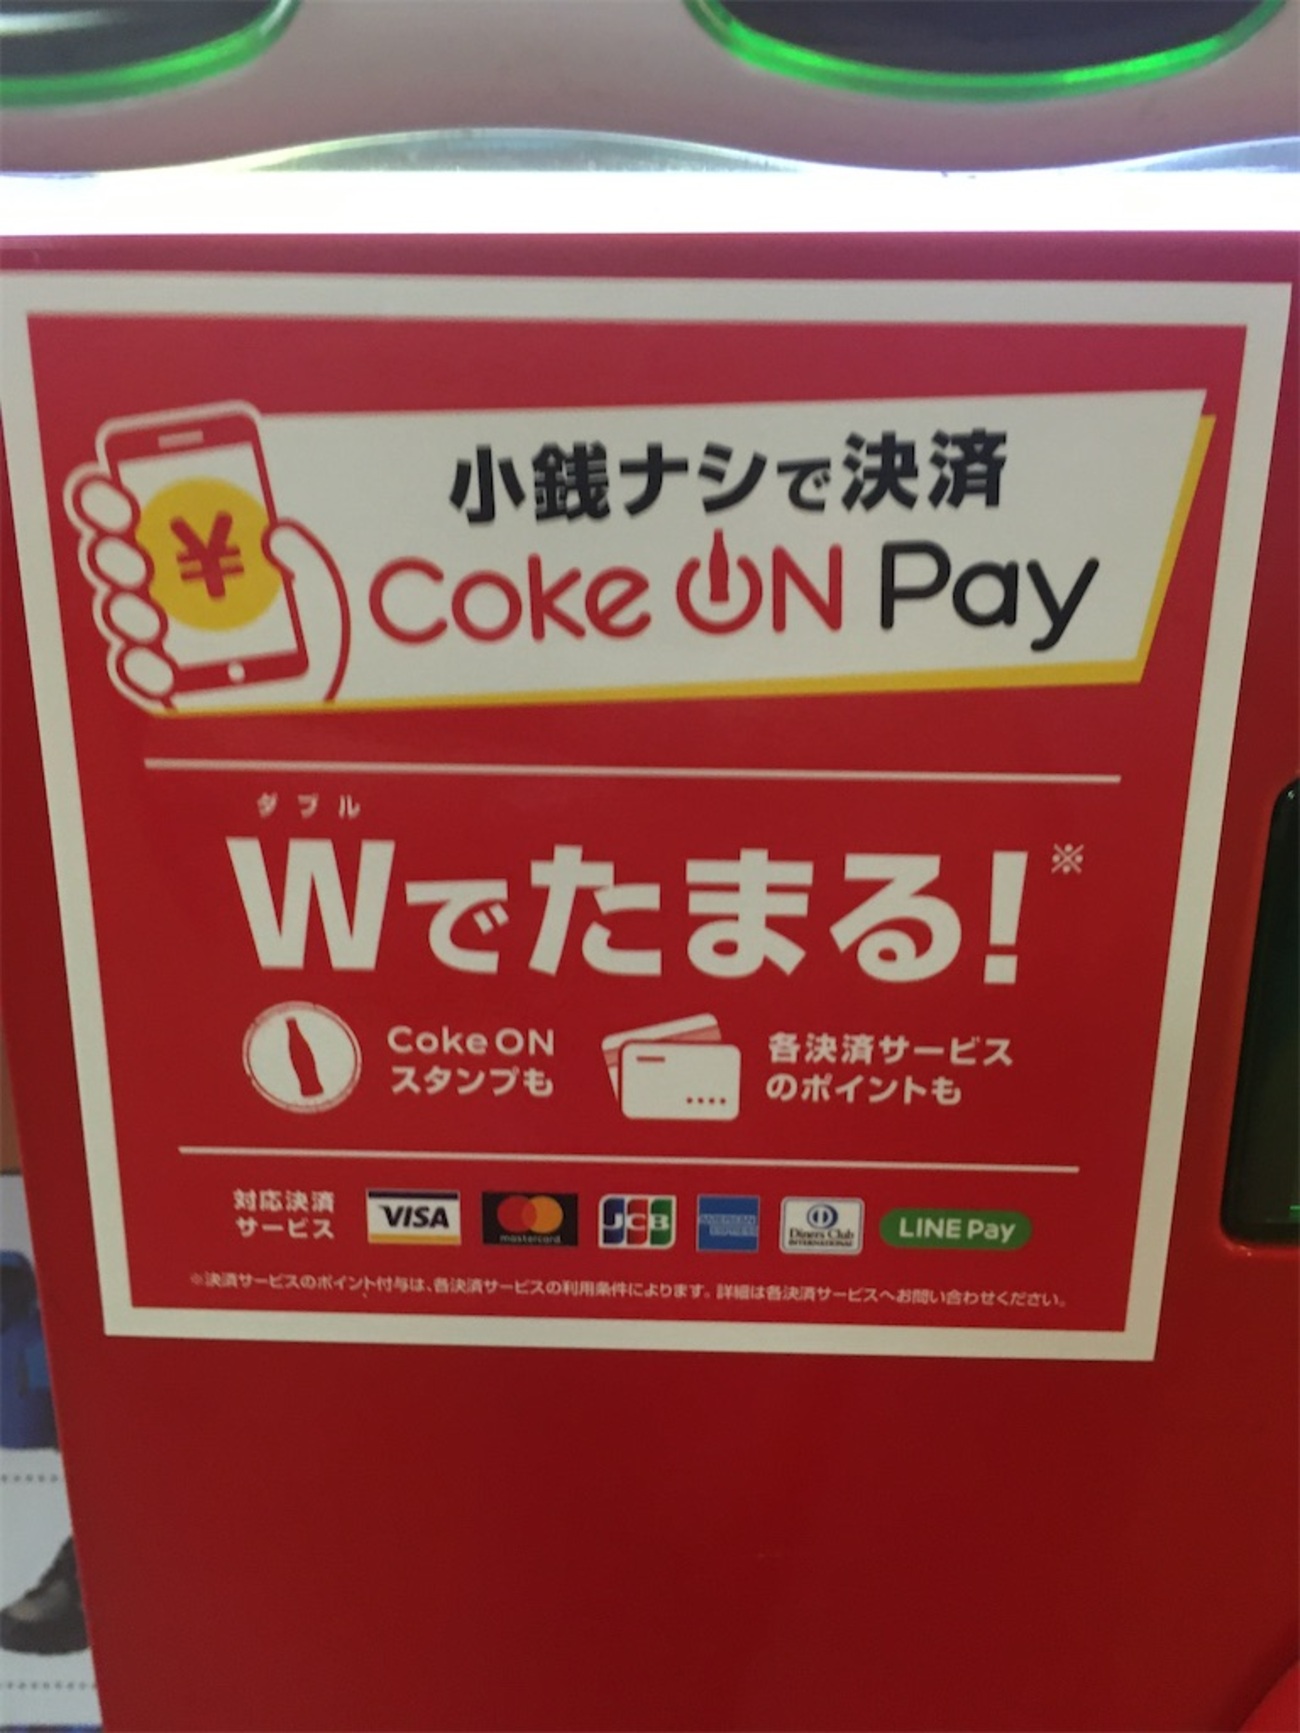 ¥
小銭ナシで決済
Coke ON Pay
ダブル
Wでたまる!※
Coke ON
スタンプも
各決済サービス
のポイントも
対応決済
サービス
VISA
mastercard.
JCB
AMERICAN
EXPRESS
Diners Club
INTERNATIONAL
LINE Pay
※決済サービスのポイント付与は、各決済サービスの利用条件によります。詳細は各決済サービスへお問い合わせください。